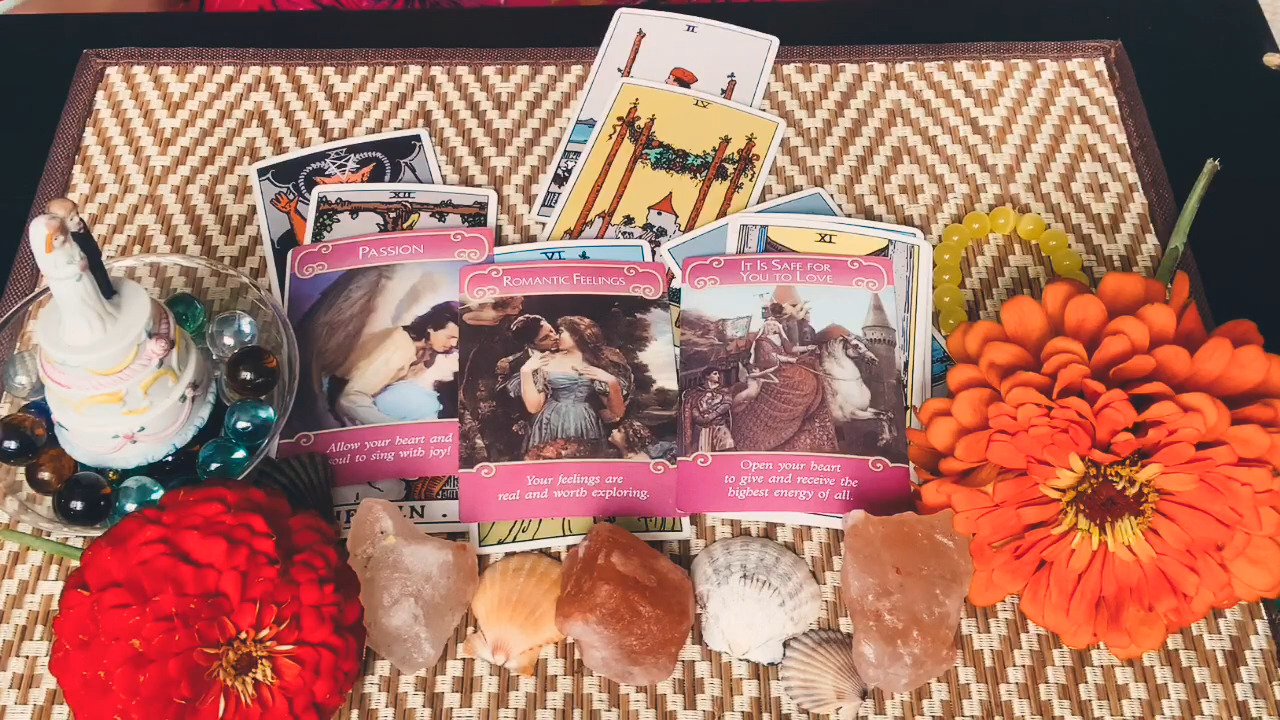 II
IV
XII
VI
XI
PASSION
Allow your heart and
soul to sing with joy!
ROMANTIC FEELINGS
Your feelings are
real and worth exploring.
IT IS SAFE FOR
YOU TO LOVE
Open your heart
to give and receive the
highest energy of all.